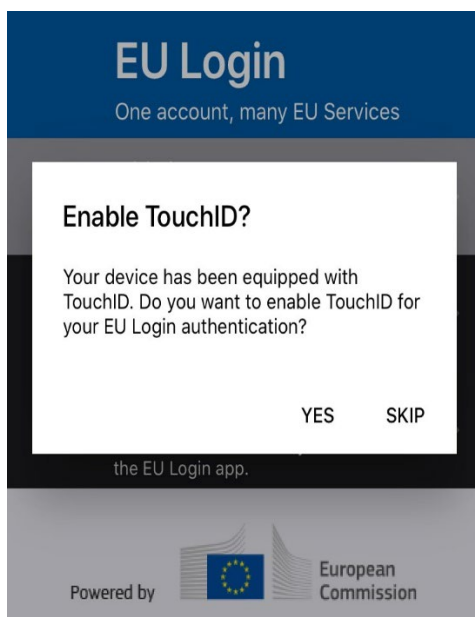 EU Login
One account, many EU Services
Enable TouchID?
Your device has been equipped with
TouchID. Do you want to enable TouchID for
your EU Login authentication?
YES SKIP
the EU Login app.
Powered by
European
Commission